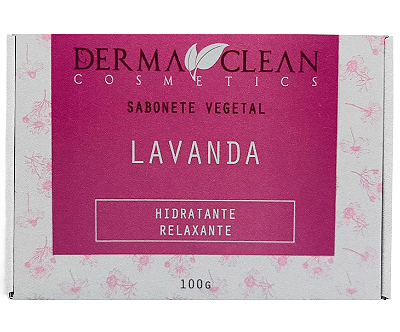 DERMA CLEAN
COSMETICS
SABONETE VEGETAL
LAVANDA
HIDRATANTE
RELAXANTE
100G